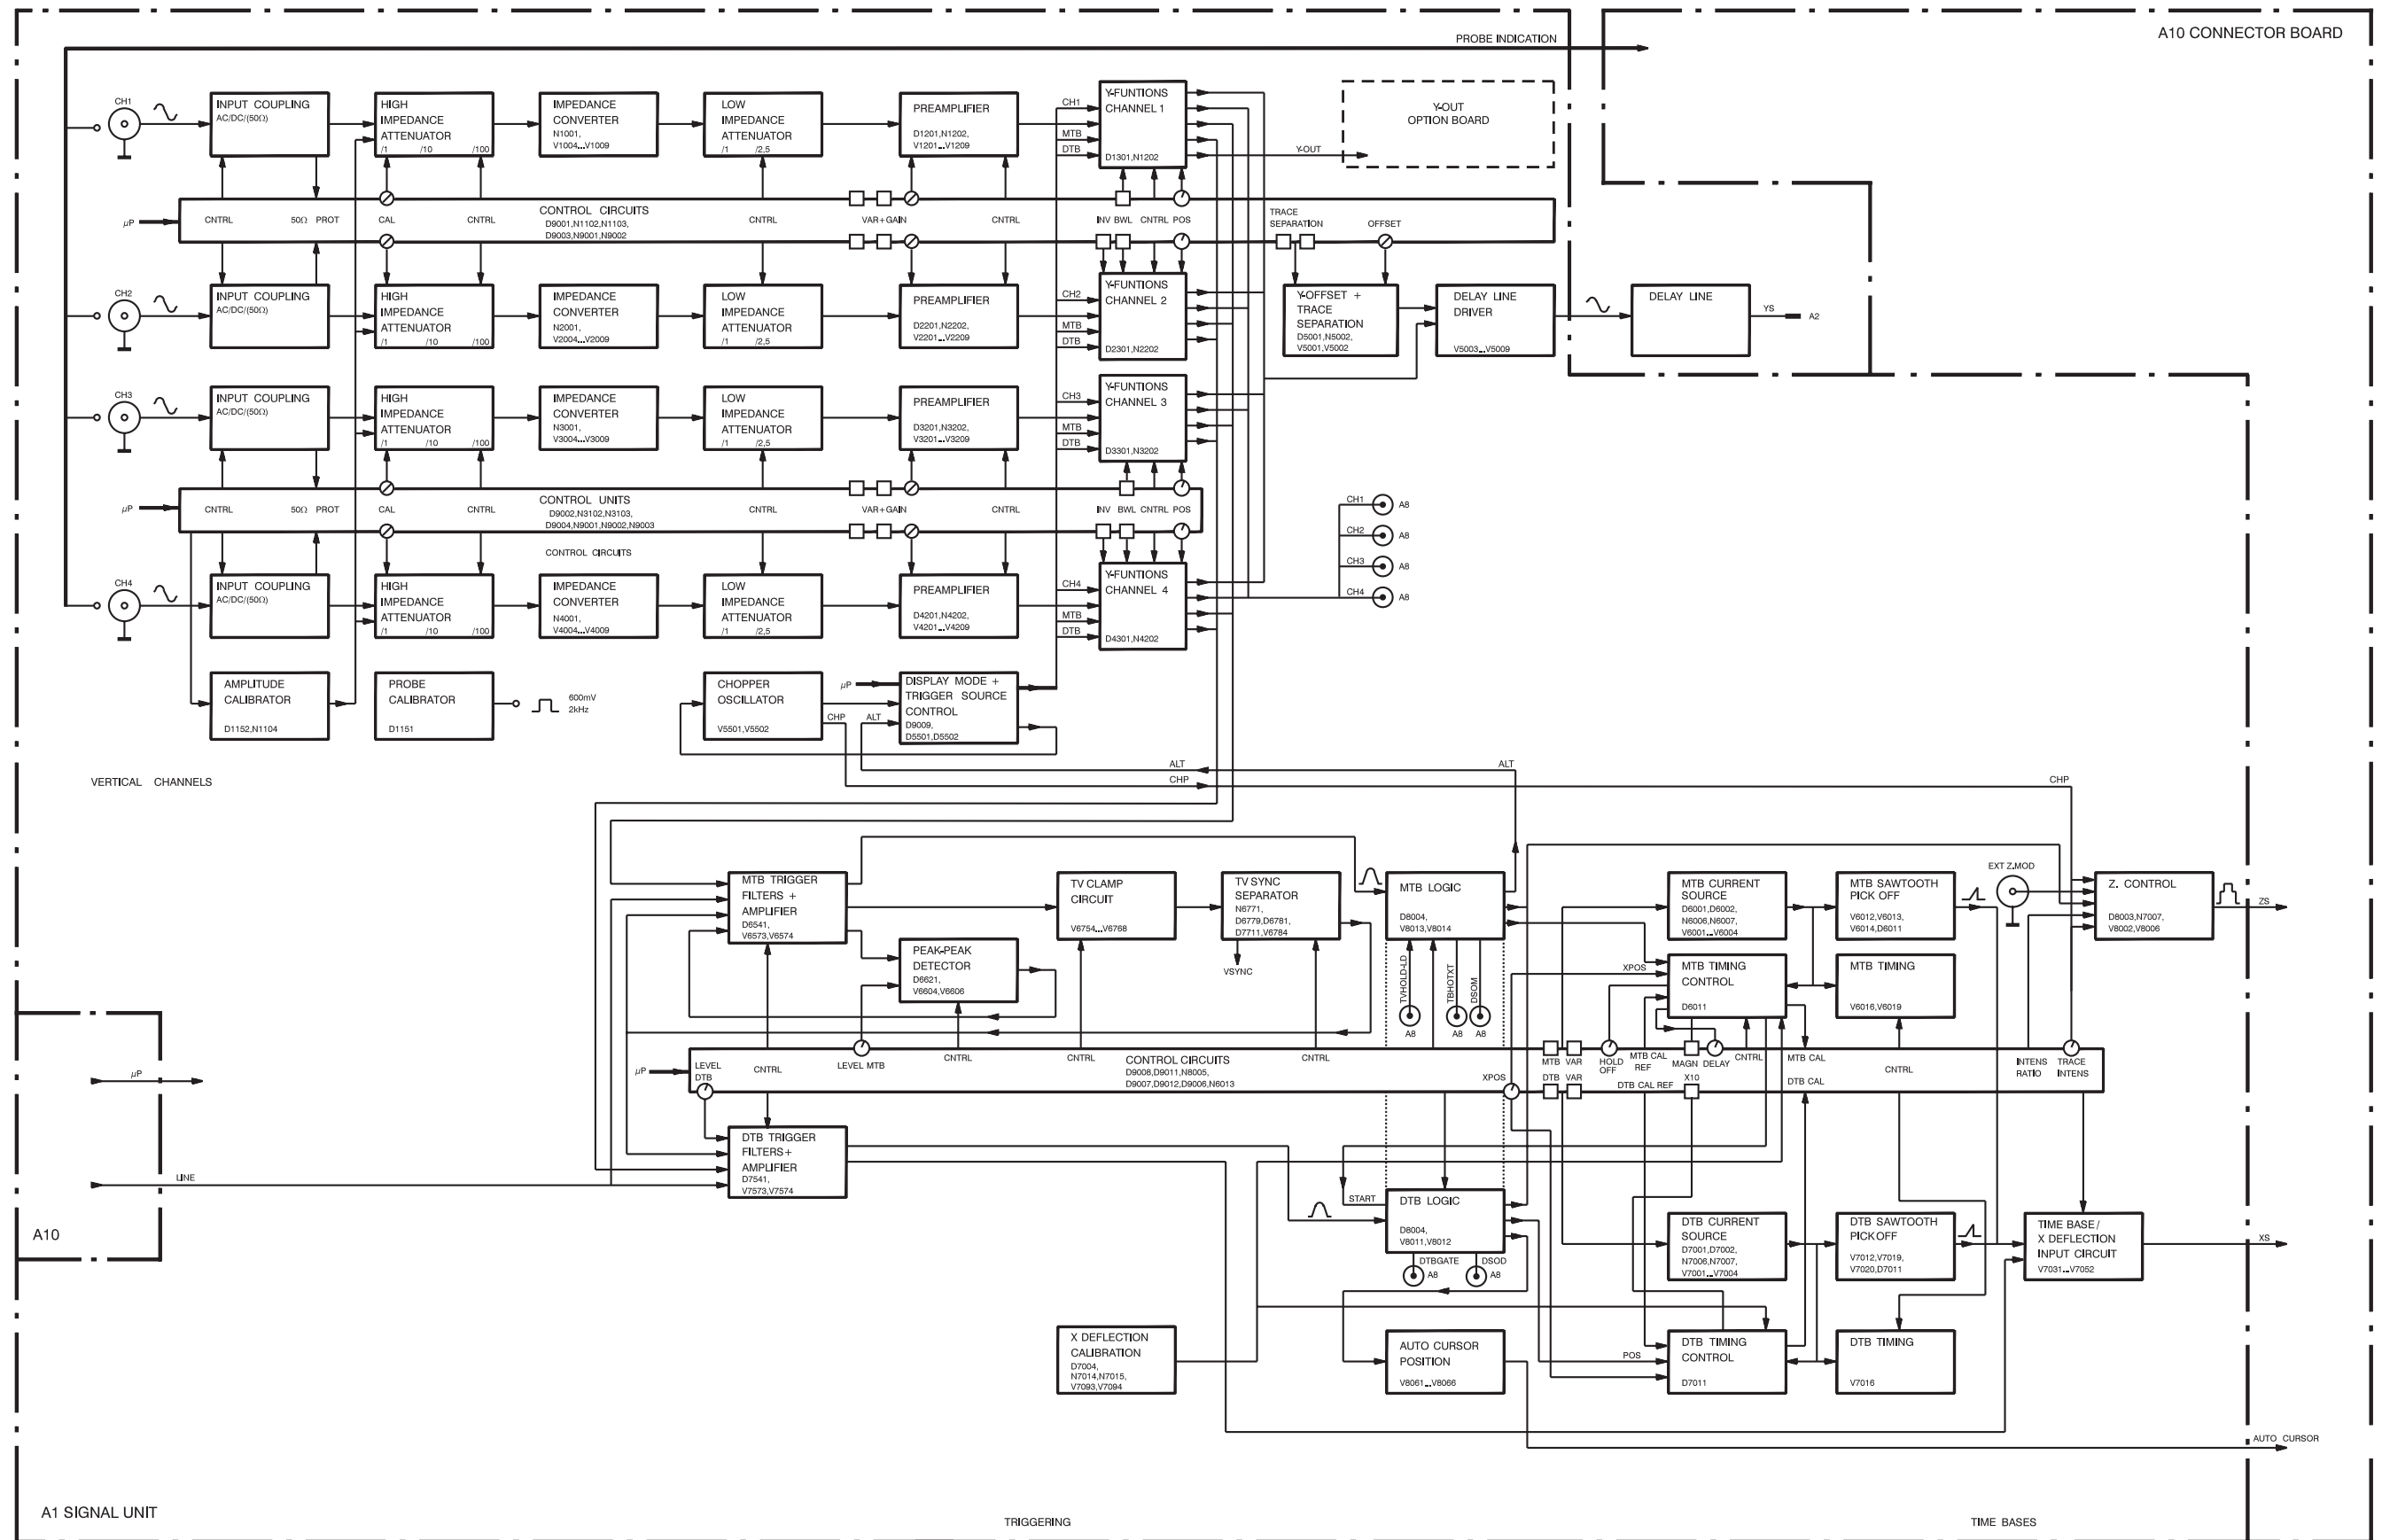 PROBE INDICATION
A10 CONNECTOR BOARD
CH1
INPUT COUPLING
AC/DC/(50Ω)
HIGH
IMPEDANCE
ATTENUATOR
/1 /10 /100
IMPEDANCE
CONVERTER
N1001,
V1004...V1009
LOW
IMPEDANCE
ATTENUATOR
/1 /2,5
PREAMPLIFIER
D1201,N1202,
V1201...V1209
CH1
MTB
DTB
Y-FUNTIONS
CHANNEL 1
D1301,N1202
Y-OUT
Y-OUT
OPTION BOARD
µP
CNTRL 50Ω PROT CAL CNTRL
CONTROL CIRCUITS
D9001,N1102,N1103,
D9003,N9001,N9002
CNTRL VAR+GAIN CNTRL INV BWL CNTRL POS
TRACE
SEPARATION
OFFSET
CH2
INPUT COUPLING
AC/DC/(50Ω)
HIGH
IMPEDANCE
ATTENUATOR
/1 /10 /100
IMPEDANCE
CONVERTER
N2001,
V2004...V2009
LOW
IMPEDANCE
ATTENUATOR
/1 /2,5
PREAMPLIFIER
D2201,N2202,
V2201...V2209
CH2
MTB
DTB
Y-FUNTIONS
CHANNEL 2
D2301,N2202
Y-OFFSET +
TRACE
SEPARATION
D5001,N5002,
V5001,V5002
DELAY LINE
DRIVER
V5003...V5009
DELAY LINE
YS
A2
CH3
INPUT COUPLING
AC/DC/(50Ω)
HIGH
IMPEDANCE
ATTENUATOR
/1 /10 /100
IMPEDANCE
CONVERTER
N3001,
V3004...V3009
LOW
IMPEDANCE
ATTENUATOR
/1 /2,5
PREAMPLIFIER
D3201,N3202,
V3201...V3209
CH3
MTB
DTB
Y-FUNTIONS
CHANNEL 3
D3301,N3202
µP
CNTRL 50Ω PROT CAL CNTRL
CONTROL UNITS
D9002,N3102,N3103,
D9004,N9001,N9002,N9003
CNTRL VAR+GAIN CNTRL INV BWL CNTRL POS
CONTROL CIRCUITS
CH1 A8
CH2 A8
CH3 A8
CH4 A8
CH4
INPUT COUPLING
AC/DC/(50Ω)
HIGH
IMPEDANCE
ATTENUATOR
/1 /10 /100
IMPEDANCE
CONVERTER
N4001,
V4004...V4009
LOW
IMPEDANCE
ATTENUATOR
/1 /2,5
PREAMPLIFIER
D4201,N4202,
V4201...V4209
CH4
MTB
DTB
Y-FUNTIONS
CHANNEL 4
D4301,N4202
AMPLITUDE
CALIBRATOR
D1152,N1104
PROBE
CALIBRATOR
D1151
600mV
2kHz
CHOPPER
OSCILLATOR
V5501,V5502
CHP
µP
ALT
DISPLAY MODE +
TRIGGER SOURCE
CONTROL
D9009,
D5501,D5502
VERTICAL CHANNELS
ALT ALT
CHP CHP
MTB TRIGGER
FILTERS +
AMPLIFIER
D6541,
V6573,V6574
PEAK-PEAK
DETECTOR
D6621,
V6604,V6606
TV CLAMP
CIRCUIT
V6754...V6768
TV SYNC
SEPARATOR
N6771,
D6779,D6781,
D7711,V6784
VSYNC
MTB LOGIC
D8004,
V8013,V8014
TVHOLD-LD
TBHOTXT
DSOM
A8 A8 A8
MTB CURRENT
SOURCE
D6001,D6002,
N6006,N6007,
V6001...V6004
MTB SAWTOOTH
PICK OFF
V6012,V6013,
V6014,D6011
EXT Z.MOD
Z. CONTROL
D8003,N7007,
V8002,V8006
ZS
XPOS
MTB TIMING
CONTROL
D6011
MTB TIMING
V6016,V6019
µP
LEVEL
DTB
CNTRL
LEVEL MTB
CNTRL
CNTRL
CONTROL CIRCUITS
D9008,D9011,N8005,
D9007,D9012,D9006,N6013
CNTRL
XPOS
MTB VAR
DTB VAR
HOLD
OFF
MTB CAL
REF
DTB CAL REF
MAGN
X10
DELAY
CNTRL
MTB CAL
DTB CAL
CNTRL
INTENS
RATIO
TRACE
INTENS
µP
LINE
A10
DTB TRIGGER
FILTERS+
AMPLIFIER
D7541,
V7573,V7574
START
DTB LOGIC
D8004,
V8011,V8012
DTBGATE
A8
DSOD
A8
DTB CURRENT
SOURCE
D7001,D7002,
N7006,N7007,
V7001...V7004
DTB SAWTOOTH
PICKOFF
V7012,V7019,
V7020,D7011
TIME BASE/
X DEFLECTION
INPUT CIRCUIT
V7031...V7052
XS
X DEFLECTION
CALIBRATION
D7004,
N7014,N7015,
V7093,V7094
AUTO CURSOR
POSITION
V8061...V8066
POS
DTB TIMING
CONTROL
D7011
DTB TIMING
V7016
AUTO CURSOR
A1 SIGNAL UNIT
TRIGGERING
TIME BASES